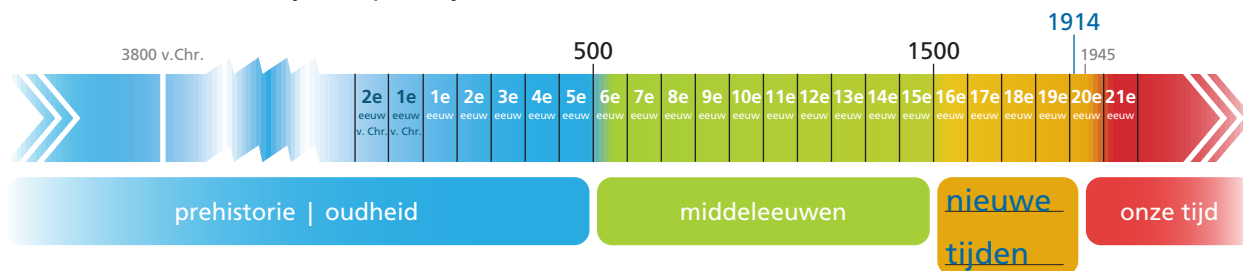 1914
3800 v.Chr. 500 1500 1945
2e 1e 1e 2e 3e 4e 5e 6e 7e 8e 9e 10e 11e 12e 13e 14e 15e 16e 17e 18e 19e 20e 21e
eeuw eeuw eeuw eeuw eeuw eeuw eeuw eeuw eeuw eeuw eeuw eeuw eeuw eeuw eeuw eeuw eeuw eeuw eeuw eeuw eeuw eeuw eeuw
v. Chr. v. Chr.
prehistorie | oudheid middeleeuwen nieuwe onze tijd
tijden